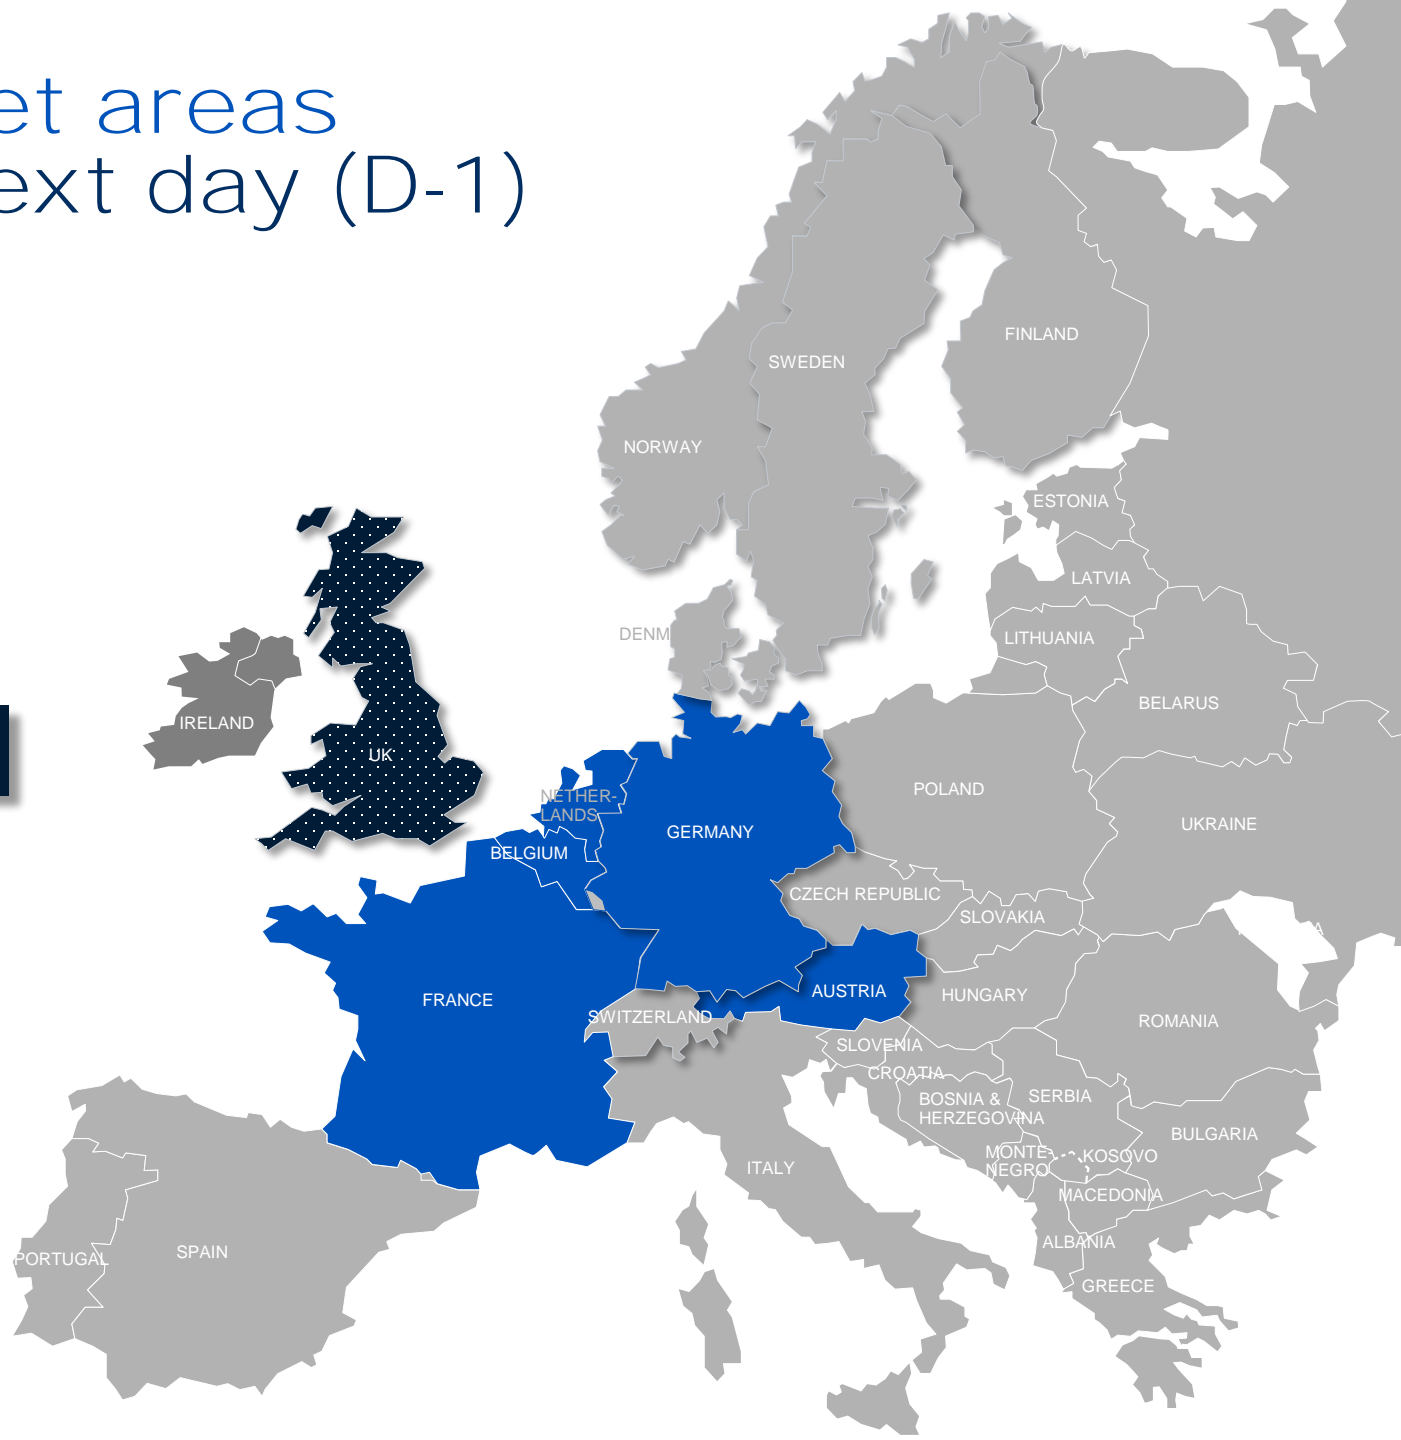 et areas
ext day (D-1)
FINLAND
SWEDEN
NORWAY
ESTONIA
LATVIA
DENM
LITHUANIA
BELARUS
IRELAND
UK
POLAND
NETHER-
LANDS
UKRAINE
GERMANY
BELGIUM
CZECH REPUBLIC
SLOVAKIA
AUSTRIA
HUNGARY
FRANCE
SWITZERLAND
ROMANIA
SLOVENIA
CROATIA
BOSNIA &
HERZEGOVINA
SERBIA
BULGARIA
MONTE-
NEGRO
KOSOVO
ITALY
MACEDONIA
ALBANIA
SPAIN
PORTUGAL
GREECE